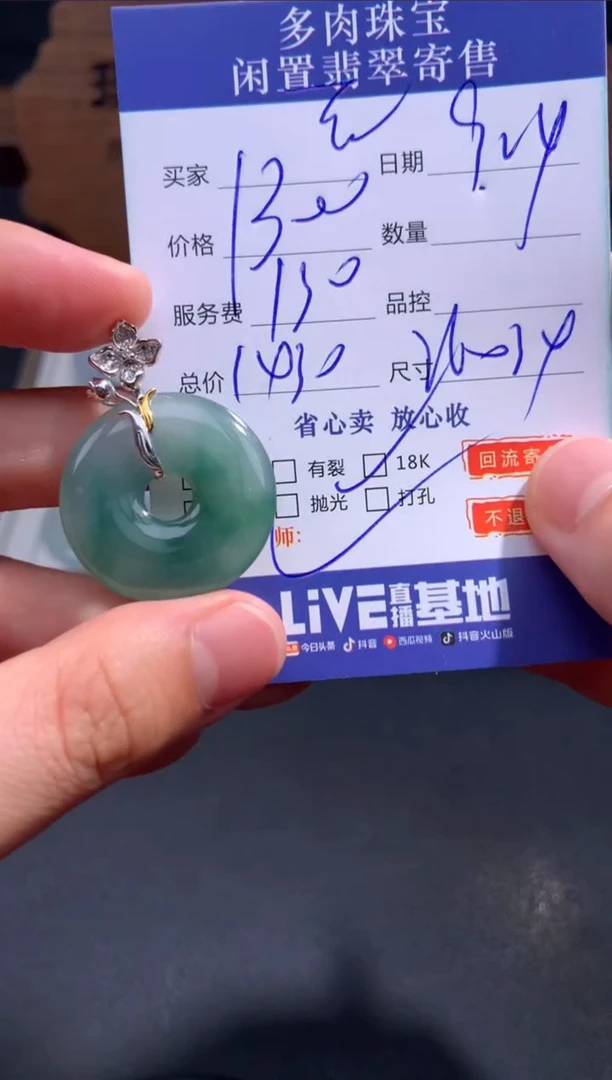 多肉珠宝
闲置翡翠寄售
买家 日期 9.24
价格 1300 数量
服务费 130 品控
总价 1430 尺寸
省心卖 放心收
有裂 18K 回流寄
抛光 打孔 不退
师:
LiVE直播基地
今日头条 抖音 西瓜视频 抖音火山版